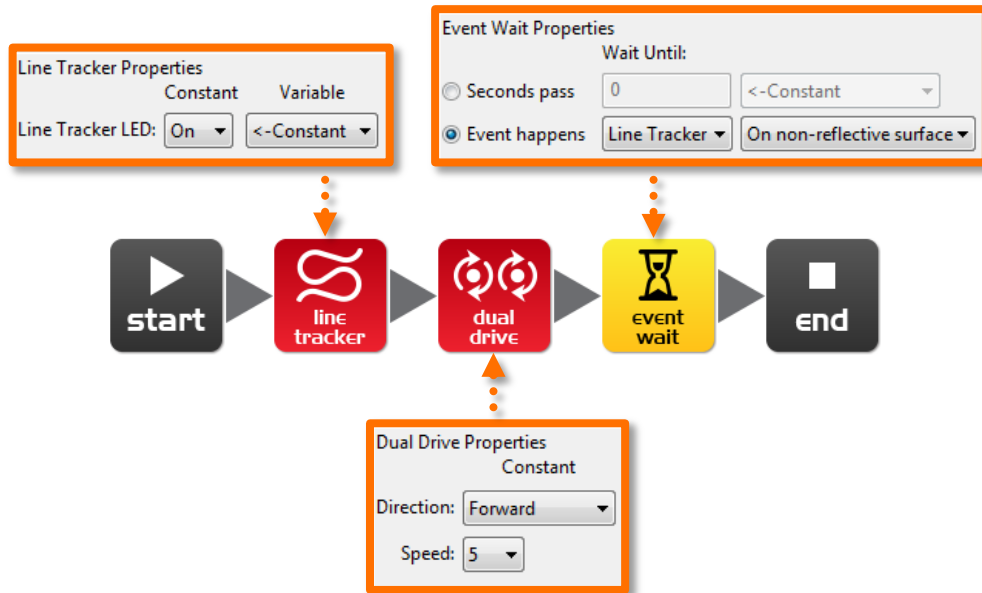 Line Tracker Properties
Constant Variable
Line Tracker LED: On <-Constant
Event Wait Properties
Wait Until:
Seconds pass 0 <-Constant
Event happens Line Tracker On non-reflective surface
start
line
tracker
dual
drive
event
wait
end
Dual Drive Properties
Constant
Direction: Forward
Speed: 5